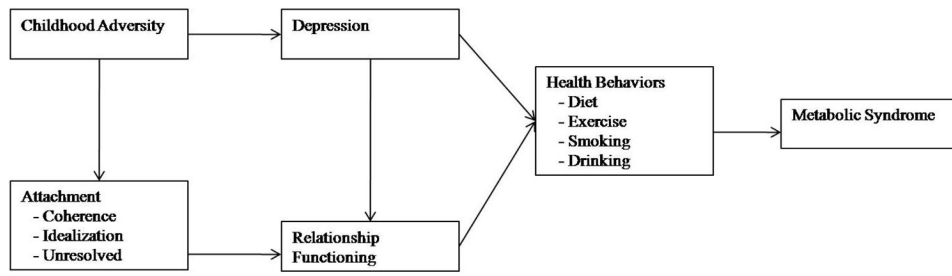 Childhood Adversity
Depression
Health Behaviors
- Diet
- Exercise
- Smoking
- Drinking
Metabolic Syndrome
Attachment
- Coherence
- Idealization
- Unresolved
Relationship
Functioning